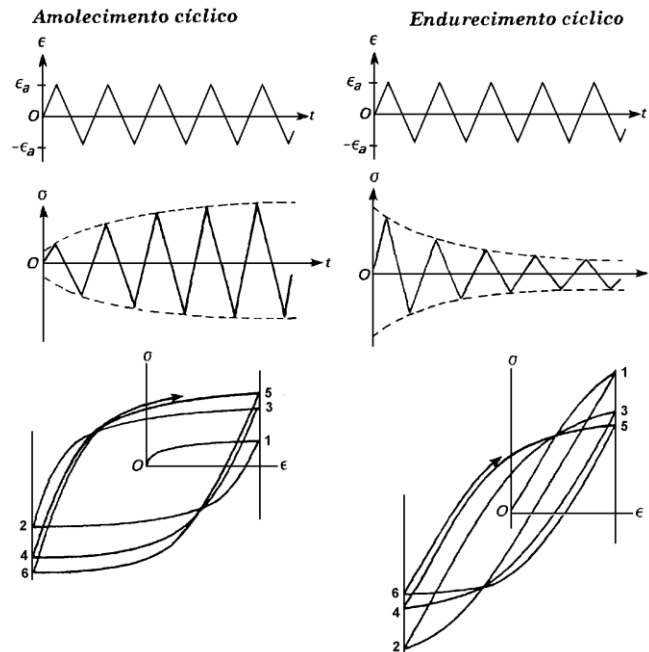 Amolecimento cíclico
Endurecimento cíclico
ϵ
ϵa
O
t
-ϵa
ϵ
ϵa
O
t
-ϵa
σ
O
t
σ
O
σ
5
3
1
O
ϵ
2
4
6
σ
1
3
5
O
ϵ
6
4
2